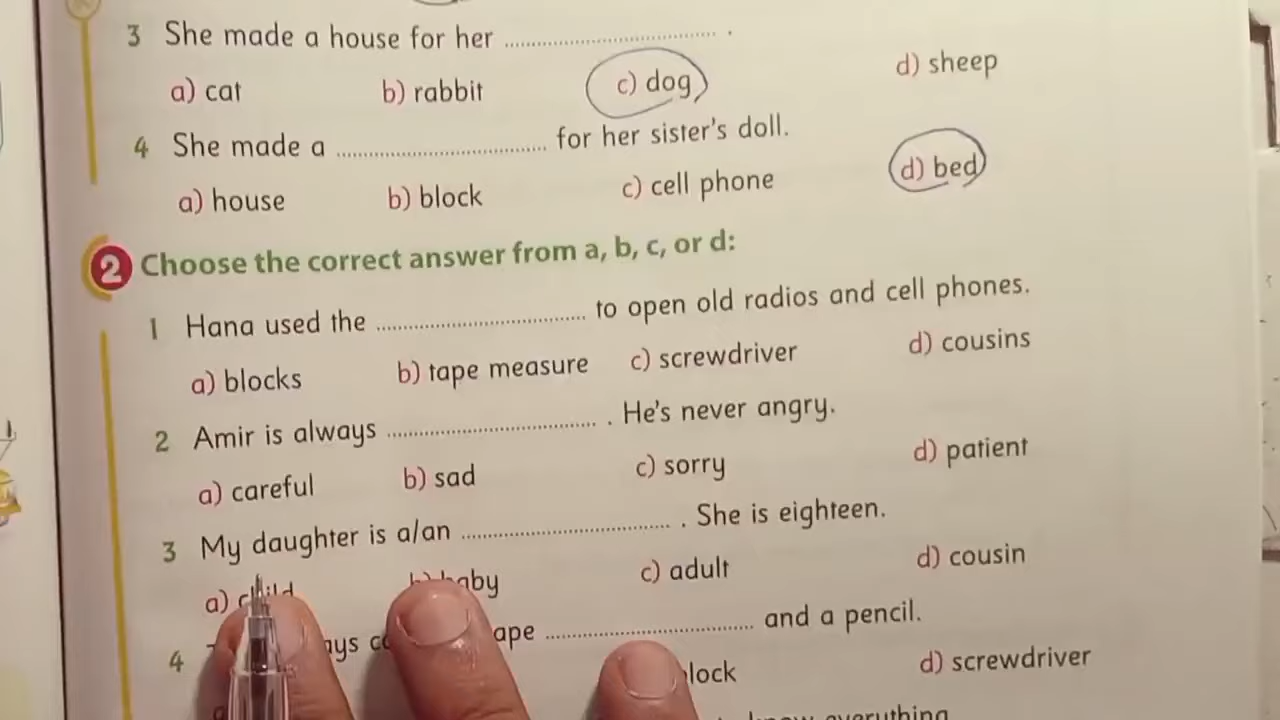 3 She made a house for her .................... .
a) cat b) rabbit c) dog d) sheep
4 She made a .................... for her sister's doll.
a) house b) block c) cell phone d) bed
2 Choose the correct answer from a, b, c, or d:
1 Hana used the .................... to open old radios and cell phones.
a) blocks b) tape measure c) screwdriver d) cousins
2 Amir is always .................... . He's never angry.
a) careful b) sad c) sorry d) patient
3 My daughter is a/an .................... . She is eighteen.
a) child b) baby c) adult d) cousin
4 .................... and a pencil.
d) screwdriver
everything